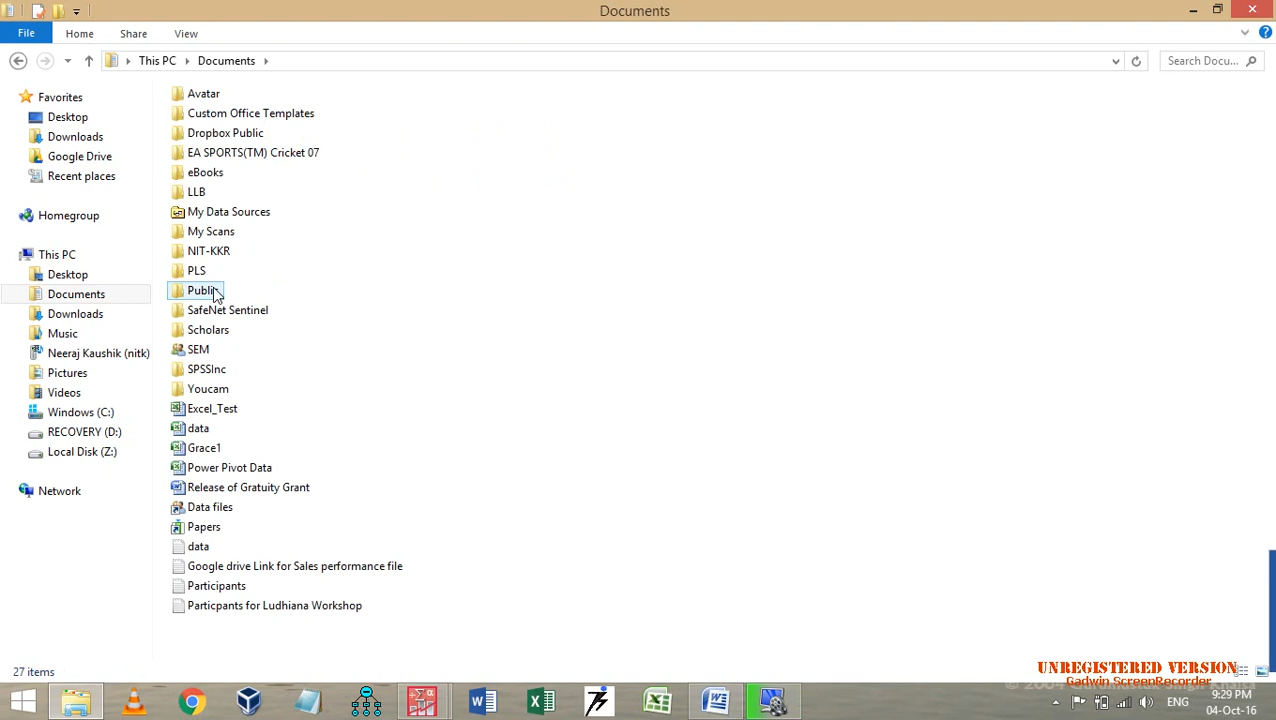 Documents
File Home Share View
This PC Documents Search Docu...
Favorites
Desktop
Downloads
Google Drive
Recent places
Homegroup
This PC
Desktop
Documents
Downloads
Music
Neeraj Kaushik (nitk)
Pictures
Videos
Windows (C:)
RECOVERY (D:)
Local Disk (Z:)
Network
Avatar
Custom Office Templates
Dropbox Public
EA SPORTS(TM) Cricket 07
eBooks
LLB
My Data Sources
My Scans
NIT-KKR
PLS
Public
SafeNet Sentinel
Scholars
SEM
SPSSInc
Youcam
Excel_Test
data
Grace1
Power Pivot Data
Release of Gratuity Grant
Data files
Papers
data
Google drive Link for Sales performance file
Participants
Particpants for Ludhiana Workshop
27 items
UNREGISTERED VERSION
Gadwin ScreenRecorder
ENG
9:29 PM
04-Oct-16